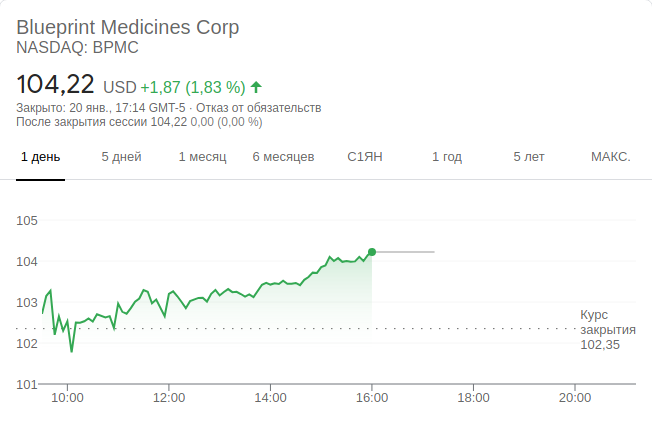 Blueprint Medicines Corp
NASDAQ: BPMC
104,22 USD +1,87 (1,83 %)
Закрыто: 20 янв., 17:14 GMT-5 · Отказ от обязательств
После закрытия сессии 104,22 0,00 (0,00 %)
1 день 5 дней 1 месяц 6 месяцев С1ЯН 1 год 5 лет МАКС.
105
104
103
102
101
Курс
закрытия
102,35
10:00 12:00 14:00 16:00 18:00 20:00